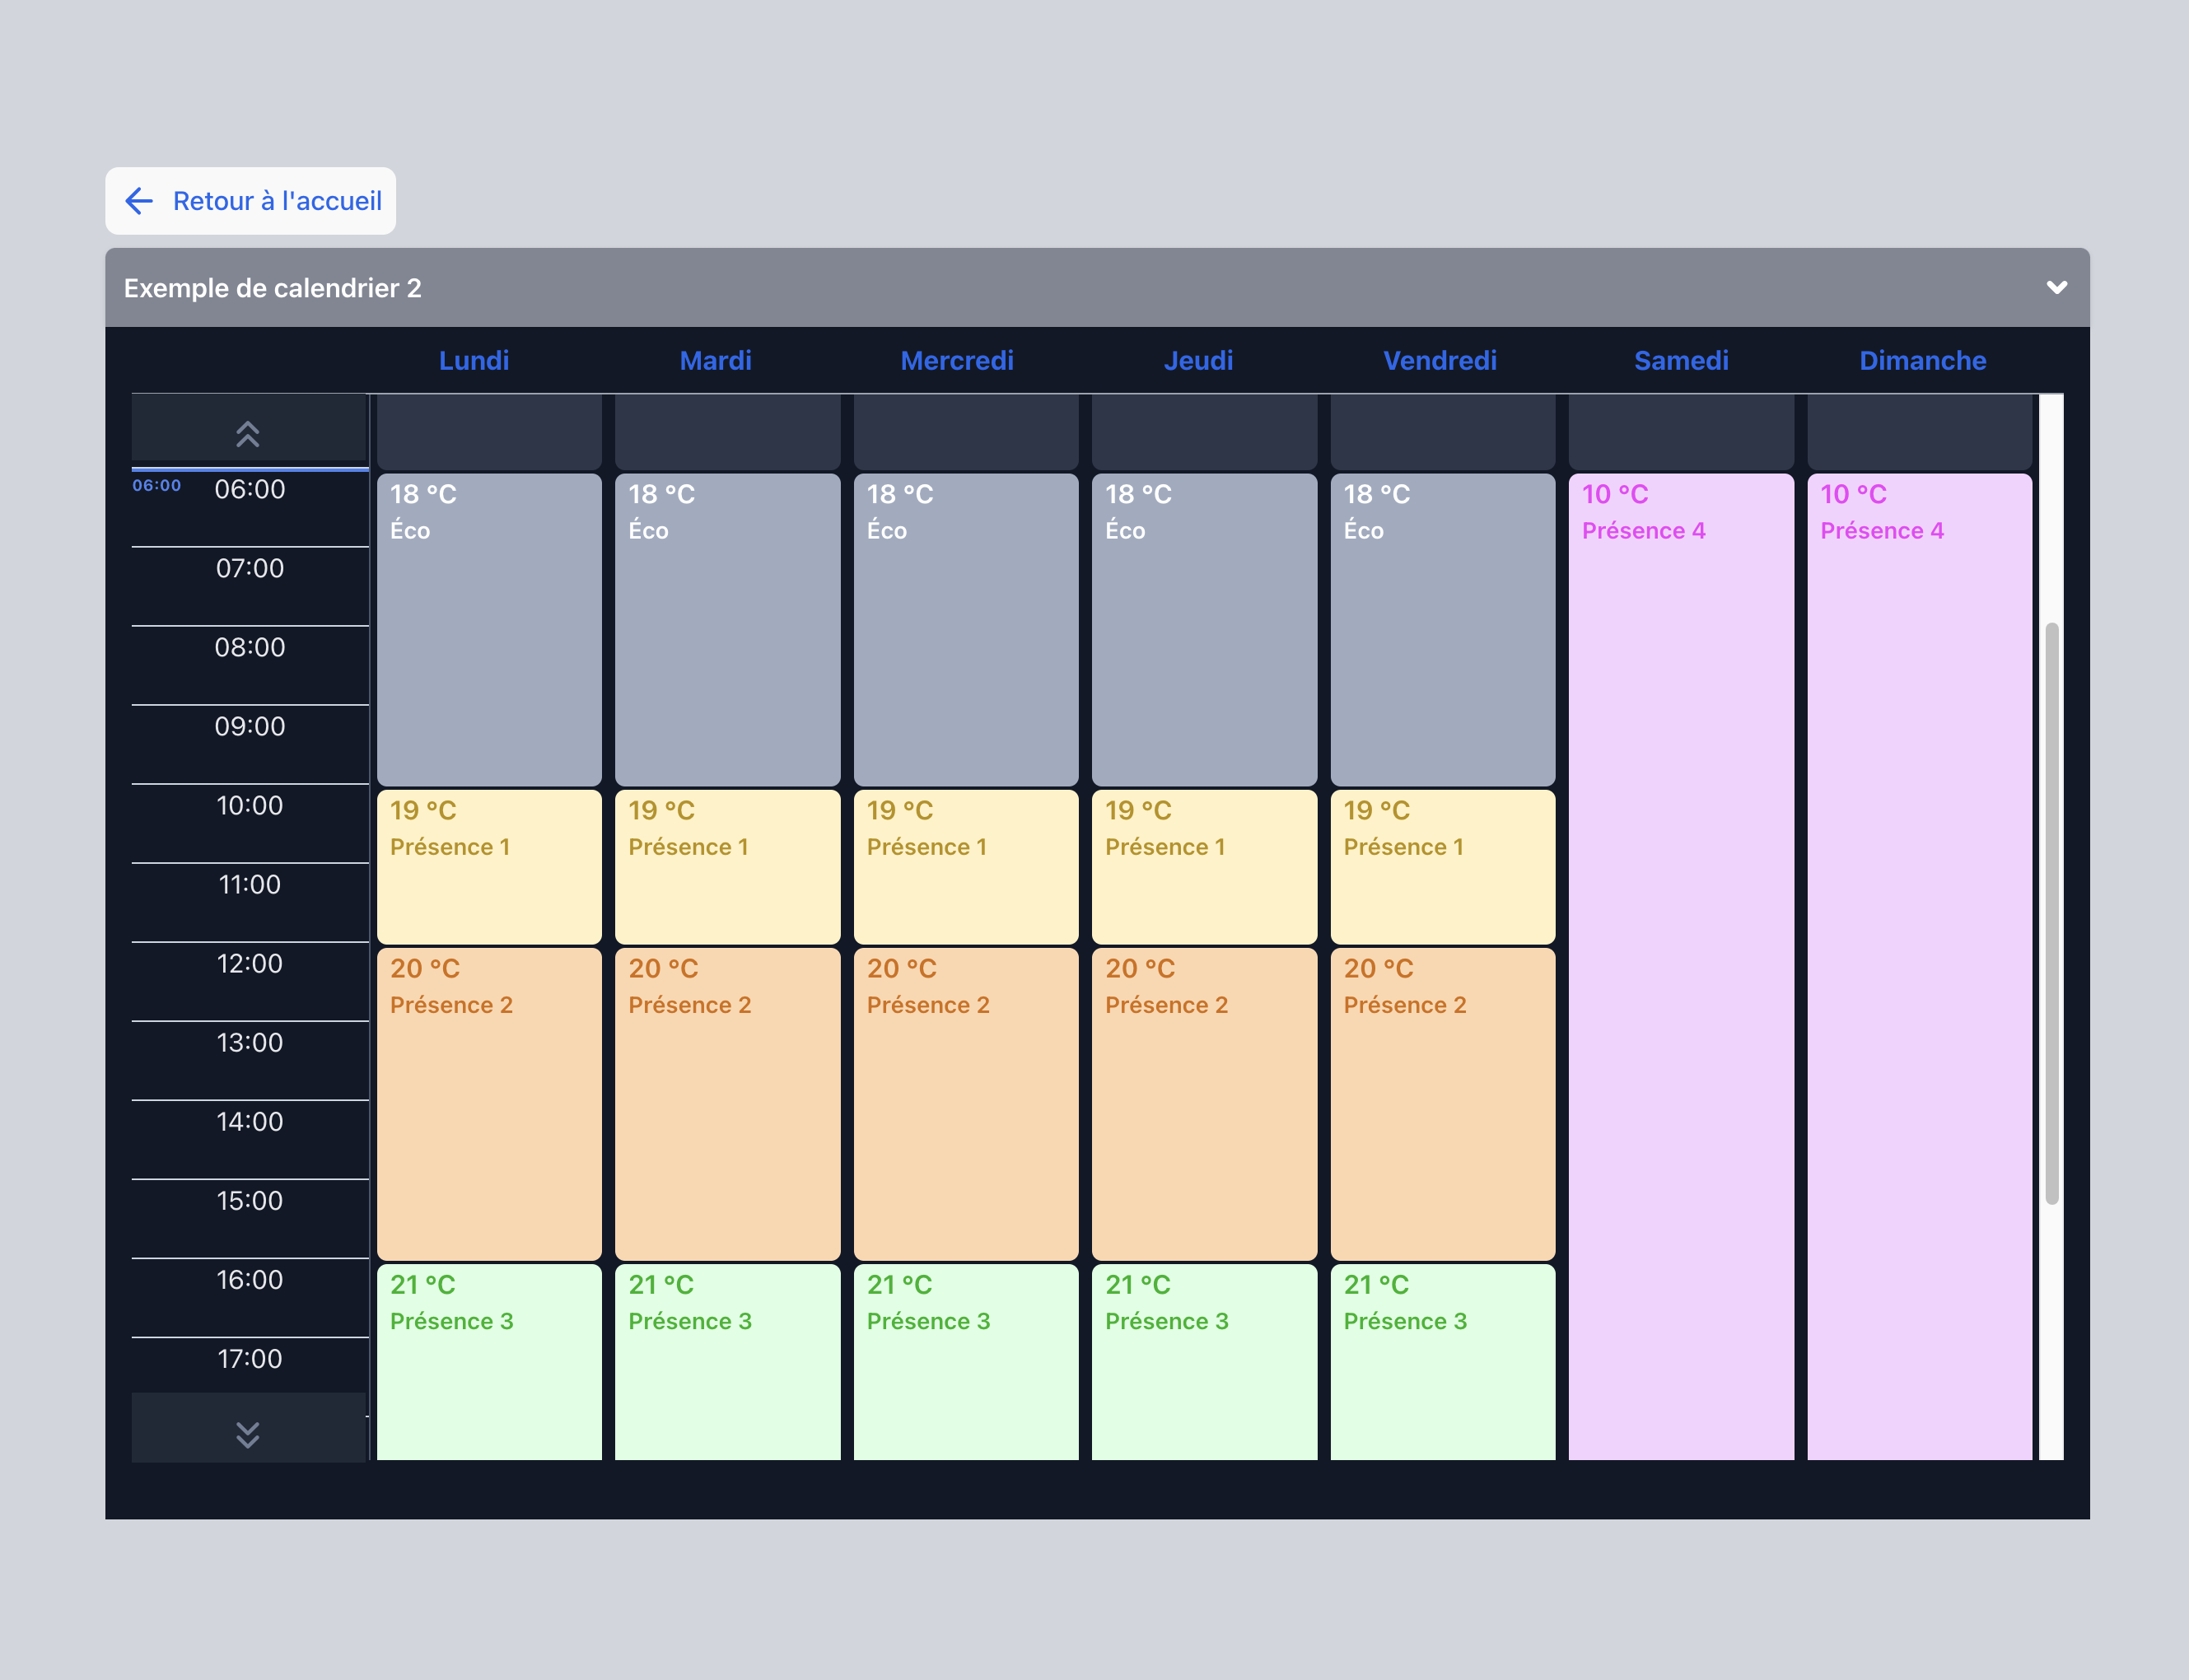 Retour à l'accueil
Exemple de calendrier 2
Lundi Mardi Mercredi Jeudi Vendredi Samedi Dimanche
06:00 06:00 18 °C 18 °C 18 °C 18 °C 18 °C 10 °C 10 °C
Éco Éco Éco Éco Éco Présence 4 Présence 4
07:00
08:00
09:00
10:00 19 °C 19 °C 19 °C 19 °C 19 °C
Présence 1 Présence 1 Présence 1 Présence 1 Présence 1
11:00
12:00 20 °C 20 °C 20 °C 20 °C 20 °C
Présence 2 Présence 2 Présence 2 Présence 2 Présence 2
13:00
14:00
15:00
16:00 21 °C 21 °C 21 °C 21 °C 21 °C
Présence 3 Présence 3 Présence 3 Présence 3 Présence 3
17:00